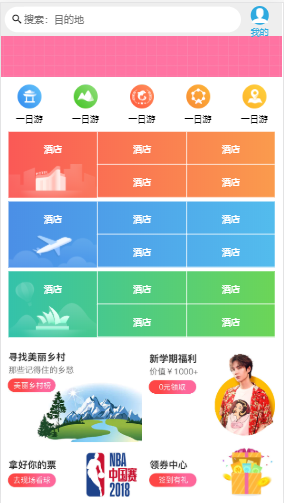 搜索：目的地
我的
一日游 一日游 一日游 一日游 一日游
酒店 酒店 酒店
酒店 酒店
酒店 酒店 酒店
酒店 酒店
酒店 酒店 酒店
酒店 酒店
寻找美丽乡村
那些记得住的乡愁
美丽乡村榜
新学期福利
价值￥1000+
0元领取
拿好你的票
去现场看球
NBA
中国赛
2018
领券中心
签到有礼